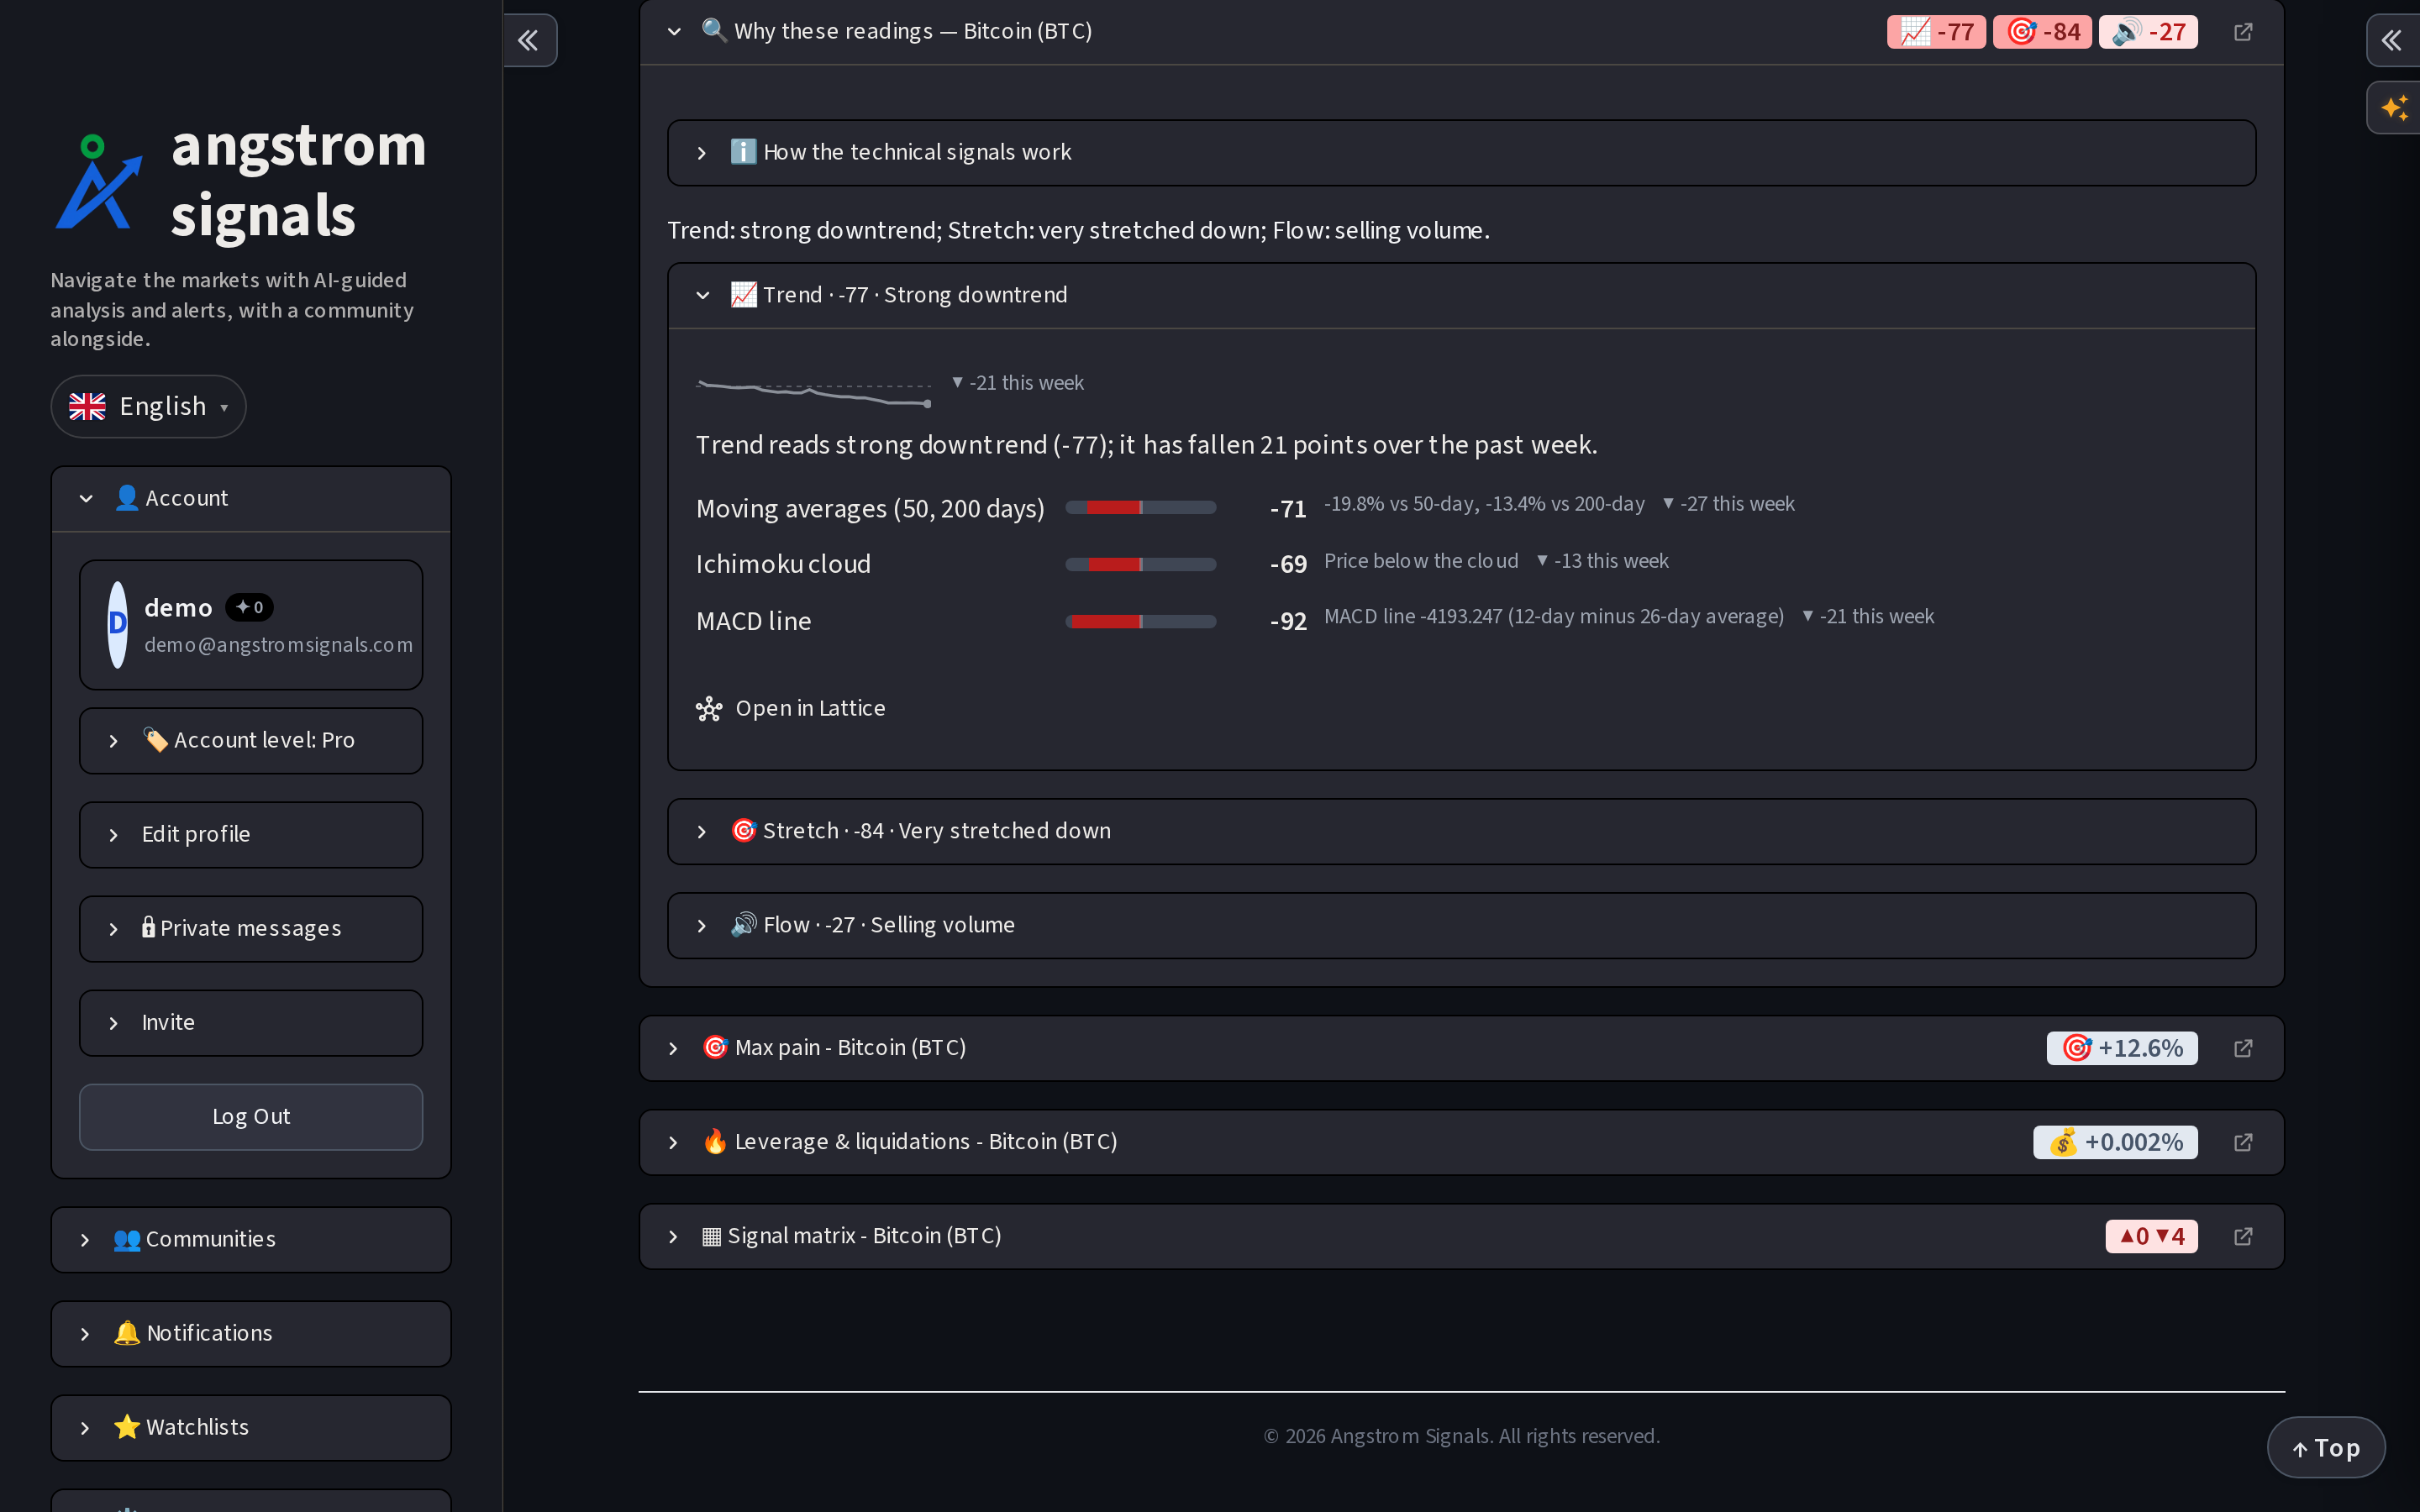 angstrom
signals
Navigate the markets with AI-guided
analysis and alerts, with a community
alongside.
English ▾
👤 Account
D
demo ✦ 0
demo@angstromsignals.com
🏷️ Account level: Pro
Edit profile
🔒 Private messages
Invite
Log Out
👥 Communities
🔔 Notifications
⭐ Watchlists
🔍 Why these readings — Bitcoin (BTC) 📈 -77 🎯 -84 🔊 -27
ℹ️ How the technical signals work
Trend: strong downtrend; Stretch: very stretched down; Flow: selling volume.
📈 Trend · -77 · Strong downtrend
▼ -21 this week
Trend reads strong downtrend (-77); it has fallen 21 points over the past week.
Moving averages (50, 200 days) -71 -19.8% vs 50-day, -13.4% vs 200-day ▼ -27 this week
Ichimoku cloud -69 Price below the cloud ▼ -13 this week
MACD line -92 MACD line -4193.247 (12-day minus 26-day average) ▼ -21 this week
Open in Lattice
🎯 Stretch · -84 · Very stretched down
🔊 Flow · -27 · Selling volume
🎯 Max pain - Bitcoin (BTC) 🎯 +12.6%
🔥 Leverage & liquidations - Bitcoin (BTC) 💰 +0.002%
▦ Signal matrix - Bitcoin (BTC) ▲0 ▼4
© 2026 Angstrom Signals. All rights reserved.
↑ Top